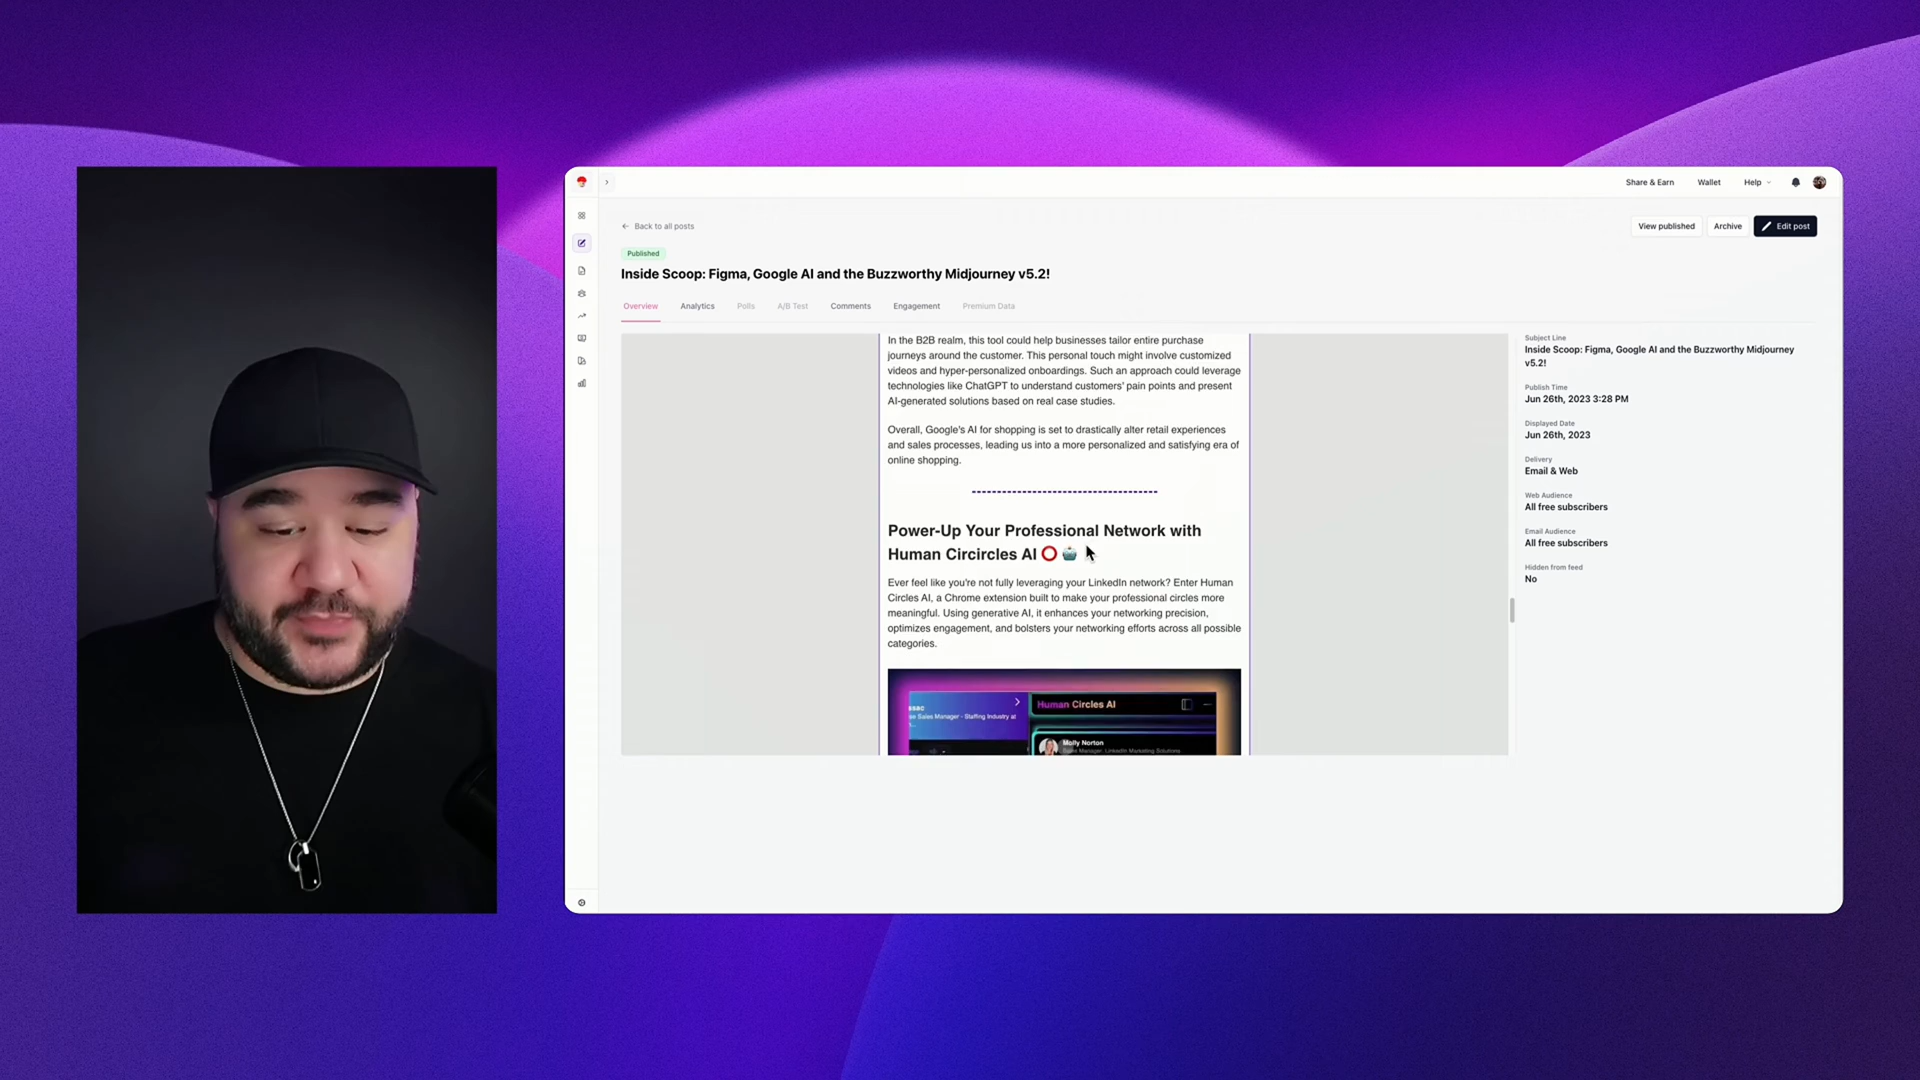 Share & Earn
Wallet
Help
Back to all posts
View published
Archive
Edit post
Published
Inside Scoop: Figma, Google AI and the Buzzworthy Midjourney v5.2!
Overview
Analytics
Polls
A/B Test
Comments
Engagement
Premium Data
In the B2B realm, this tool could help businesses tailor entire purchase
journeys around the customer. This personal touch might involve customized
videos and hyper-personalized onboardings. Such an approach could leverage
technologies like ChatGPT to understand customers' pain points and present
AI-generated solutions based on real case studies.
Overall, Google's AI for shopping is set to drastically alter retail experiences
and sales processes, leading us into a more personalized and satisfying era of
online shopping.
Power-Up Your Professional Network with
Human Circircles AI
Ever feel like you're not fully leveraging your LinkedIn network? Enter Human
Circles AI, a Chrome extension built to make your professional circles more
meaningful. Using generative AI, it enhances your networking precision,
optimizes engagement, and bolsters your networking efforts across all possible
categories.
Sales Manager - Staffing Industry at
Human Circles AI
Molly Norton
Sales Manager: LinkedIn Marketing Solutions
Subject Line
Inside Scoop: Figma, Google AI and the Buzzworthy Midjourney
v5.2!
Publish Time
Jun 26th, 2023 3:28 PM
Displayed Date
Jun 26th, 2023
Delivery
Email & Web
Web Audience
All free subscribers
Email Audience
All free subscribers
Hidden from feed
No